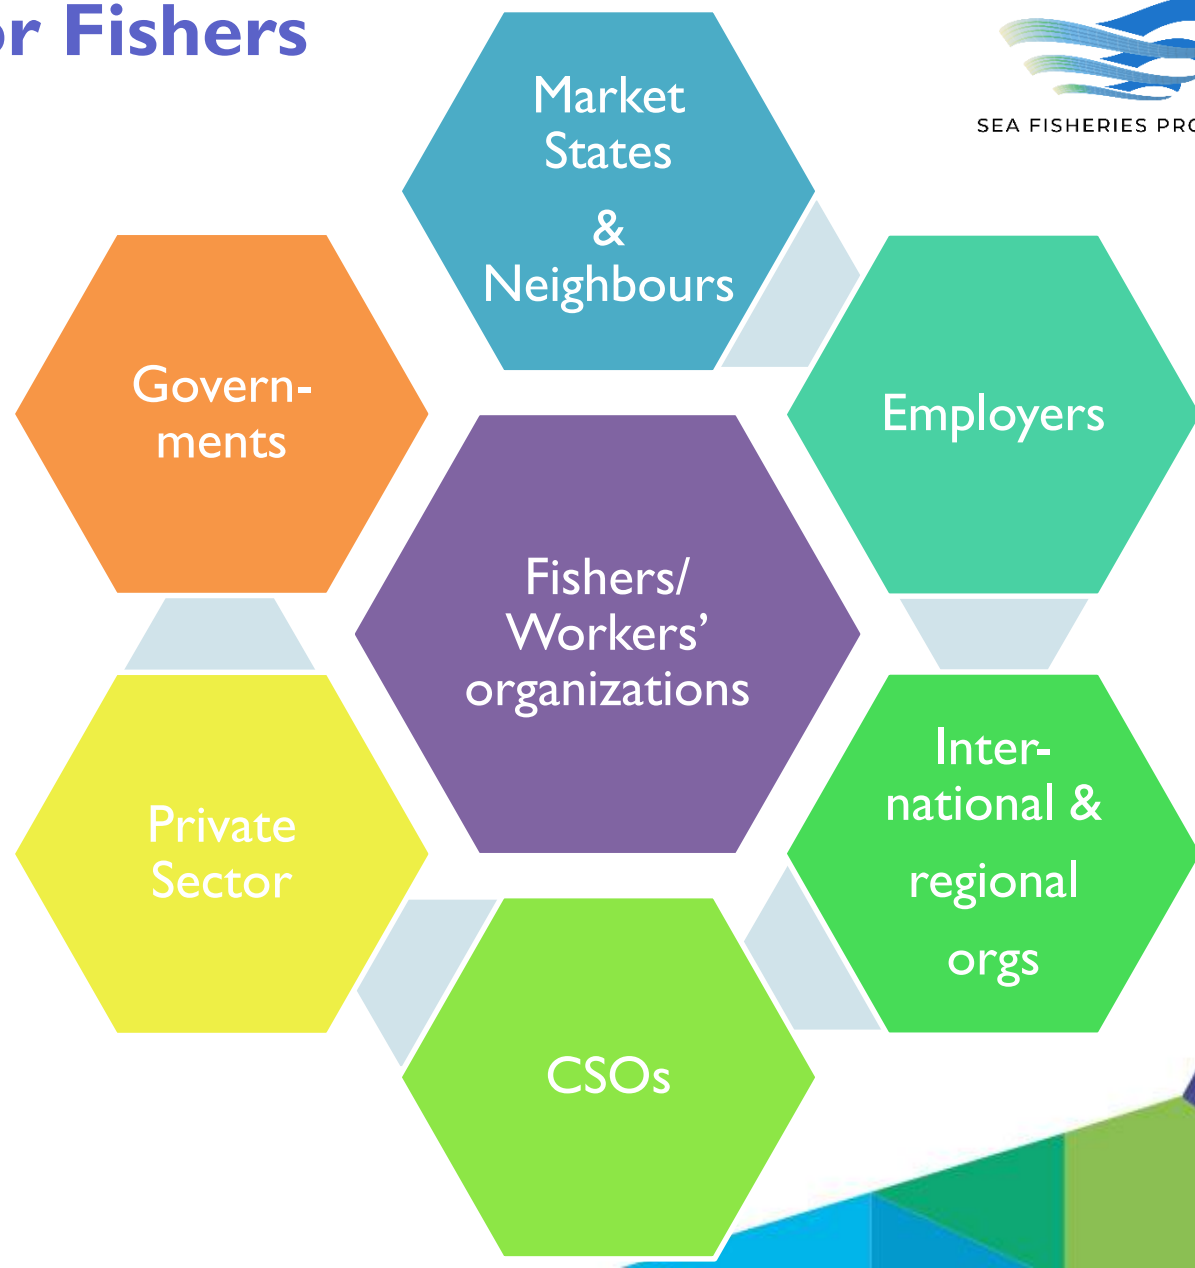 or Fishers
SEA FISHERIES PRO
Market
States
&
Neighbours
Govern-
ments
Employers
Fishers/
Workers’
organizations
Inter-
national &
regional
orgs
Private
Sector
CSOs